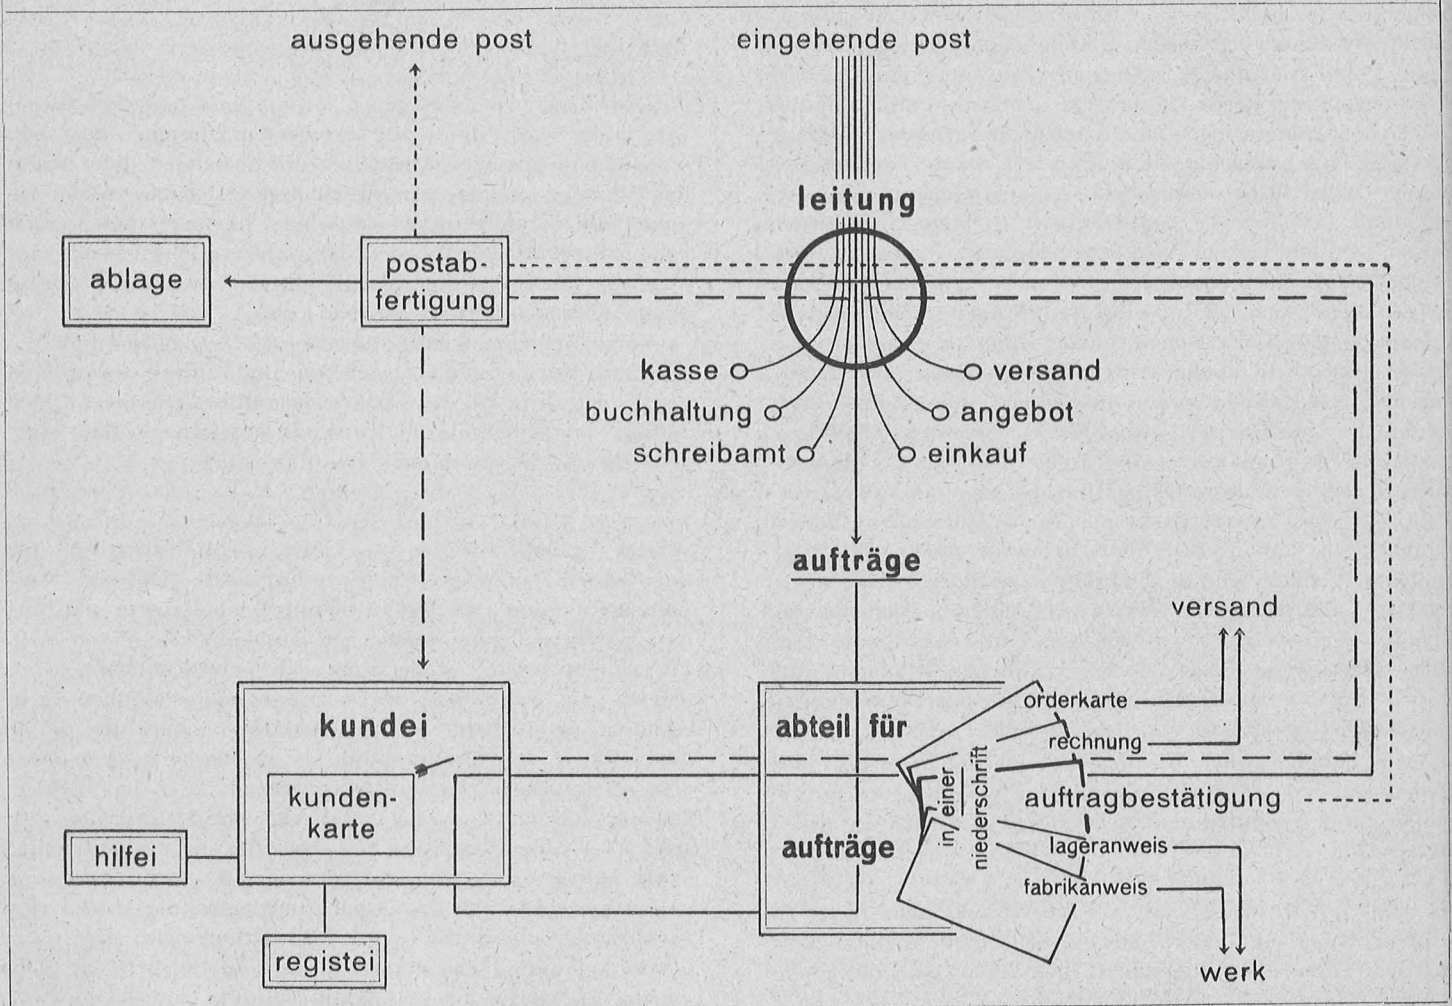 ausgehende post
eingehende post
leitung
ablage
postab-
fertigung
kasse
versand
buchhaltung
angebot
schreibamt
einkauf
aufträge
versand
kundei
kunden-
karte
hilfei
registei
abteil für
aufträge
in einer
niederschrift
orderkarte
rechnung
auftragbestätigung
lageranweis
fabrikanweis
werk